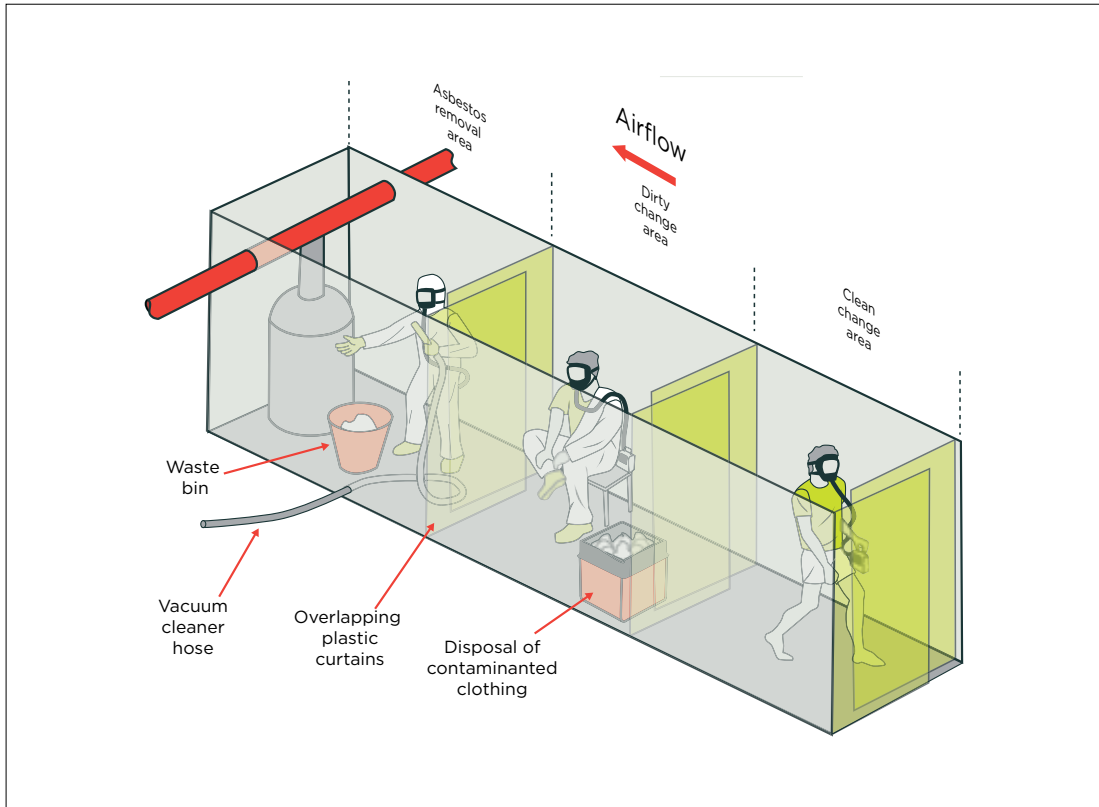 Asbestos
removal
area
Airflow
Dirty
change
area
Clean
change
area
Waste
bin
Vacuum
cleaner
hose
Overlapping
plastic
curtains
Disposal of
contaminanted
clothing